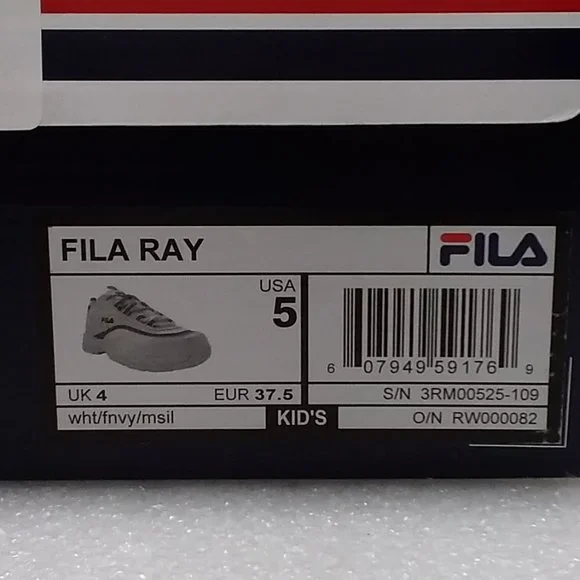 FILA RAY
FILA
USA
5
FILA
6 07949 59176 9
UK 4 EUR 37.5
S/N 3RM00525-109
wht/fnvy/msil
KID'S
O/N RW000082